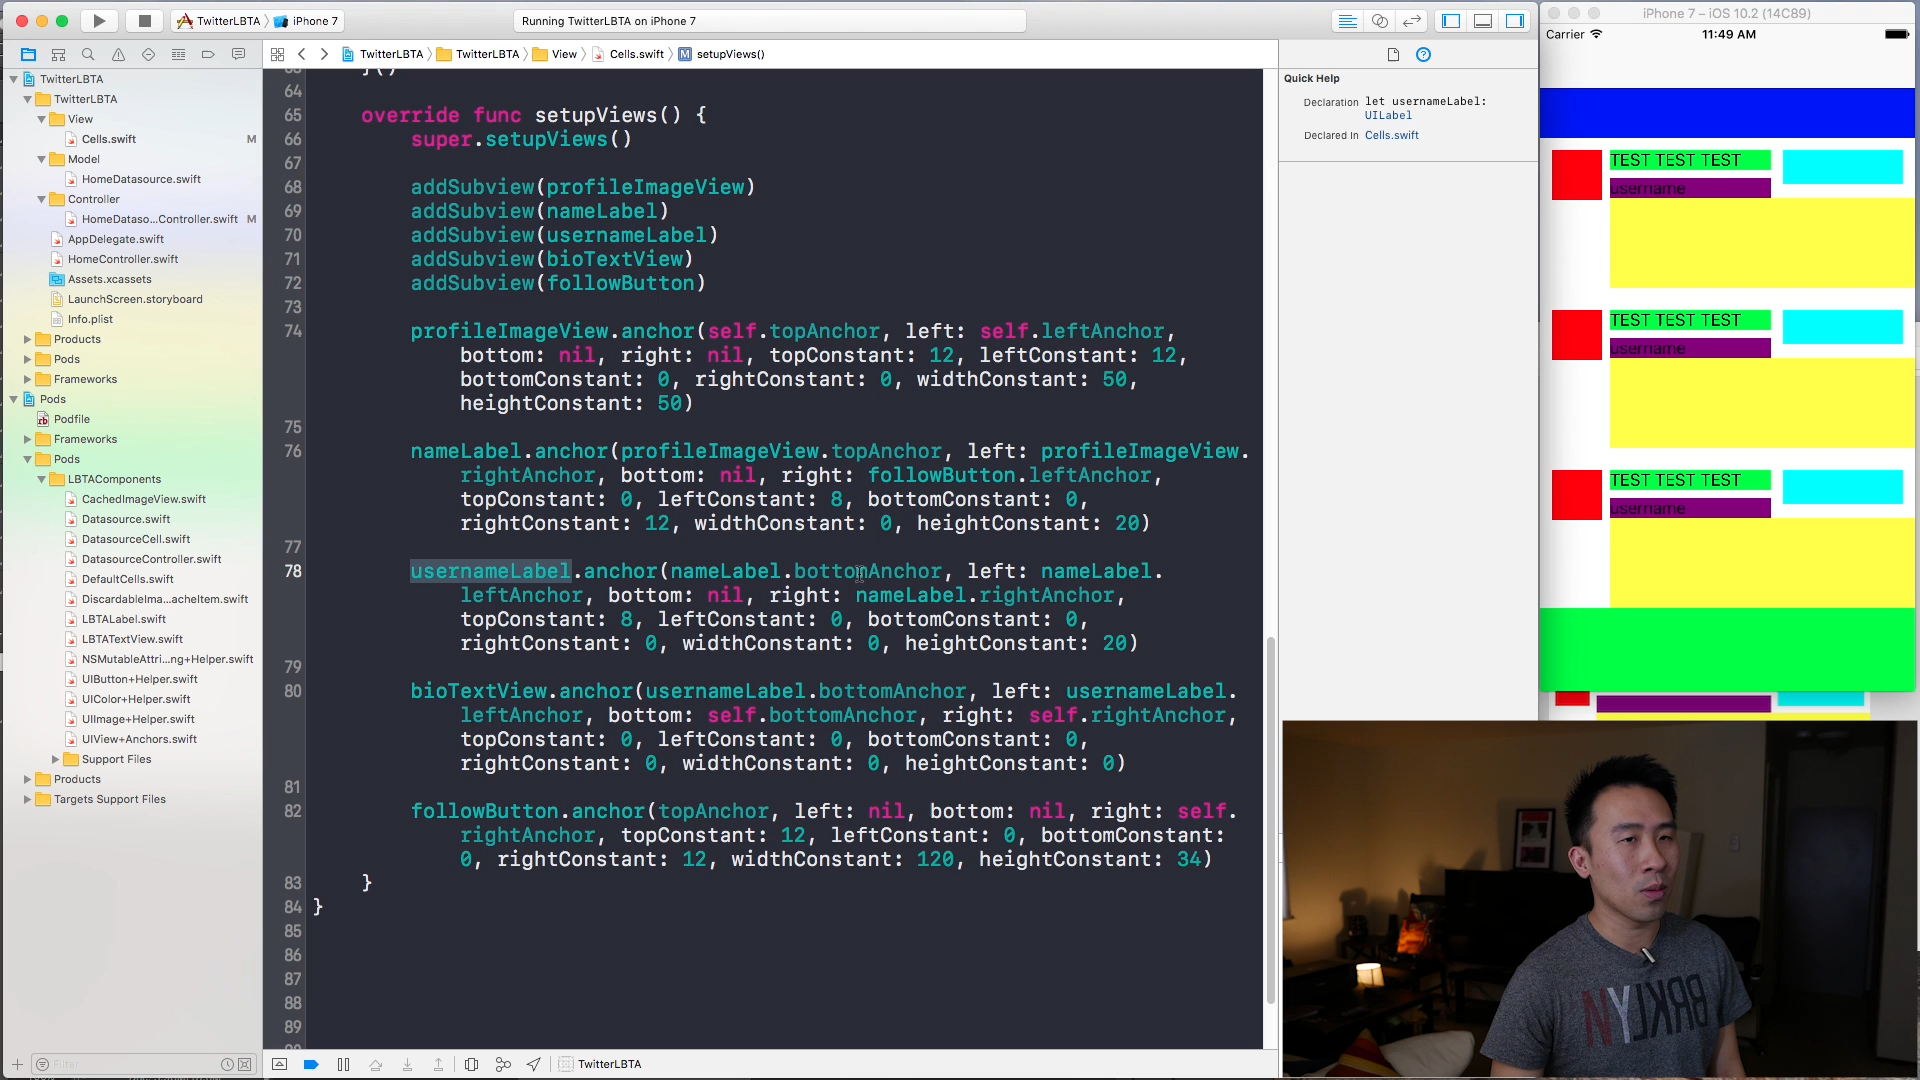 TwitterLBTA
iPhone 7
Running TwitterLBTA on iPhone 7
iPhone 7 – iOS 10.2 (14C89)
Carrier
11:49 AM
TwitterLBTA
TwitterLBTA
View
Cells.swift
setupViews()
TwitterLBTA
TwitterLBTA
View
Cells.swift
M
Model
HomeDatasource.swift
Controller
HomeDataso...Controller.swift
M
AppDelegate.swift
HomeController.swift
Assets.xcassets
LaunchScreen.storyboard
Info.plist
Products
Pods
Frameworks
Pods
Podfile
Frameworks
Pods
LBTAComponents
CachedImageView.swift
Datasource.swift
DatasourceCell.swift
DatasourceController.swift
DefaultCells.swift
DiscardableIma...acheItem.swift
LBTALabel.swift
LBTATextView.swift
NSMutableAttri...ng+Helper.swift
UIButton+Helper.swift
UIColor+Helper.swift
UIImage+Helper.swift
UIView+Anchors.swift
Support Files
Products
Targets Support Files
Filter
64
65 override func setupViews() {
66 super.setupViews()
67
68 addSubview(profileImageView)
69 addSubview(nameLabel)
70 addSubview(usernameLabel)
71 addSubview(bioTextView)
72 addSubview(followButton)
73
74 profileImageView.anchor(self.topAnchor, left: self.leftAnchor,
bottom: nil, right: nil, topConstant: 12, leftConstant: 12,
bottomConstant: 0, rightConstant: 0, widthConstant: 50,
heightConstant: 50)
75
76 nameLabel.anchor(profileImageView.topAnchor, left: profileImageView.
rightAnchor, bottom: nil, right: followButton.leftAnchor,
topConstant: 0, leftConstant: 8, bottomConstant: 0,
rightConstant: 12, widthConstant: 0, heightConstant: 20)
77
78 usernameLabel.anchor(nameLabel.bottomAnchor, left: nameLabel.
leftAnchor, bottom: nil, right: nameLabel.rightAnchor,
topConstant: 8, leftConstant: 0, bottomConstant: 0,
rightConstant: 0, widthConstant: 0, heightConstant: 20)
79
80 bioTextView.anchor(usernameLabel.bottomAnchor, left: usernameLabel.
leftAnchor, bottom: self.bottomAnchor, right: self.rightAnchor,
topConstant: 0, leftConstant: 0, bottomConstant: 0,
rightConstant: 0, widthConstant: 0, heightConstant: 0)
81
82 followButton.anchor(topAnchor, left: nil, bottom: nil, right: self.
rightAnchor, topConstant: 12, leftConstant: 0, bottomConstant:
0, rightConstant: 12, widthConstant: 120, heightConstant: 34)
83 }
84 }
85
86
87
88
89
TwitterLBTA
Quick Help
Declaration let usernameLabel:
UILabel
Declared In Cells.swift
TEST TEST TEST
username
TEST TEST TEST
username
TEST TEST TEST
username